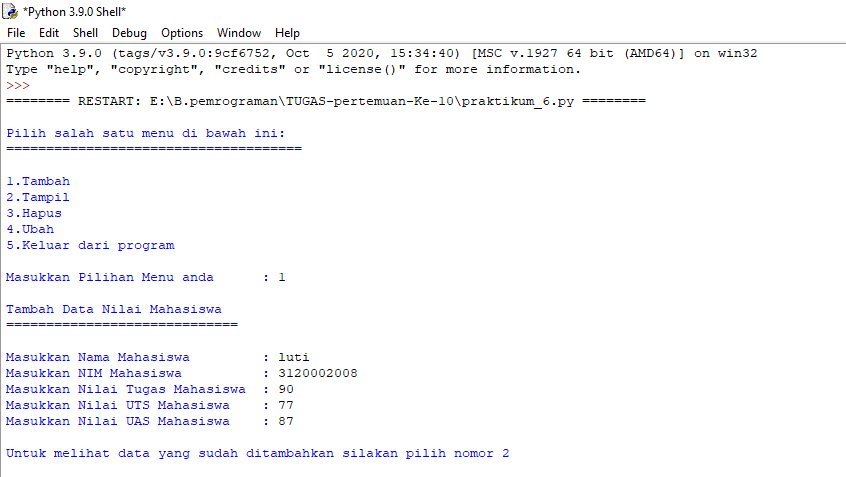 *Python 3.9.0 Shell*
File Edit Shell Debug Options Window Help
Python 3.9.0 (tags/v3.9.0:9cf6752, Oct  5 2020, 15:34:40) [MSC v.1927 64 bit (AMD64)] on win32
Type "help", "copyright", "credits" or "license()" for more information.
>>>
======== RESTART: E:\B.pemrograman\TUGAS-pertemuan-Ke-10\praktikum_6.py ========
Pilih salah satu menu di bawah ini:
=====================================
1.Tambah
2.Tampil
3.Hapus
4.Ubah
5.Keluar dari program
Masukkan Pilihan Menu anda      : 1
Tambah Data Nilai Mahasiswa
=============================
Masukkan Nama Mahasiswa         : luti
Masukkan NIM Mahasiswa          : 3120002008
Masukkan Nilai Tugas Mahasiswa  : 90
Masukkan Nilai UTS Mahasiswa    : 77
Masukkan Nilai UAS Mahasiswa    : 87
Untuk melihat data yang sudah ditambahkan silakan pilih nomor 2